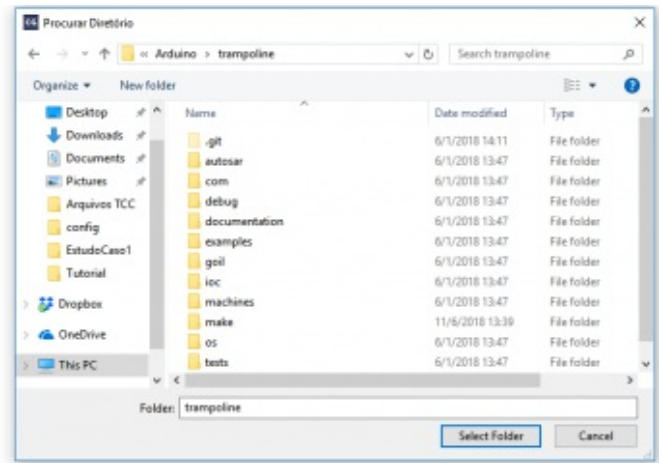 Procurar Diretório
« Arduino > trampoline
Search trampoline
Organize
New folder
Name
Date modified
Type
Desktop
Downloads
Documents
Pictures
Arquivos TCC
config
EstudoCaso1
Tutorial
Dropbox
OneDrive
This PC
.git 6/1/2018 14:11 File folder
autosar 6/1/2018 13:47 File folder
com 6/1/2018 13:47 File folder
debug 6/1/2018 13:47 File folder
documentation 6/1/2018 13:47 File folder
examples 6/1/2018 13:47 File folder
goil 6/1/2018 13:47 File folder
ioc 6/1/2018 13:47 File folder
machines 6/1/2018 13:47 File folder
make 11/6/2018 13:39 File folder
os 6/1/2018 13:47 File folder
tests 6/1/2018 13:47 File folder
Folder: trampoline
Select Folder
Cancel